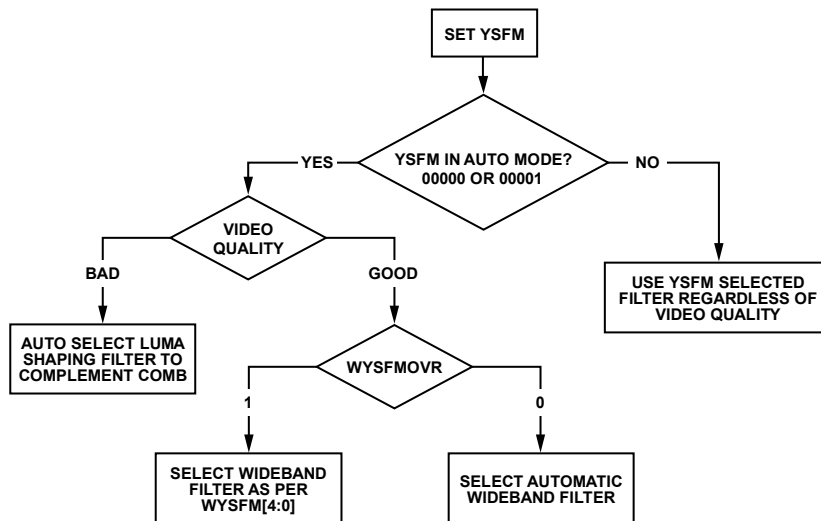 SET YSFM
YSFM IN AUTO MODE?
00000 OR 00001
YES
NO
VIDEO
QUALITY
BAD
GOOD
USE YSFM SELECTED
FILTER REGARDLESS OF
VIDEO QUALITY
AUTO SELECT LUMA
SHAPING FILTER TO
COMPLEMENT COMB
WYSFMOVR
1
0
SELECT WIDEBAND
FILTER AS PER
WYSFM[4:0]
SELECT AUTOMATIC
WIDEBAND FILTER